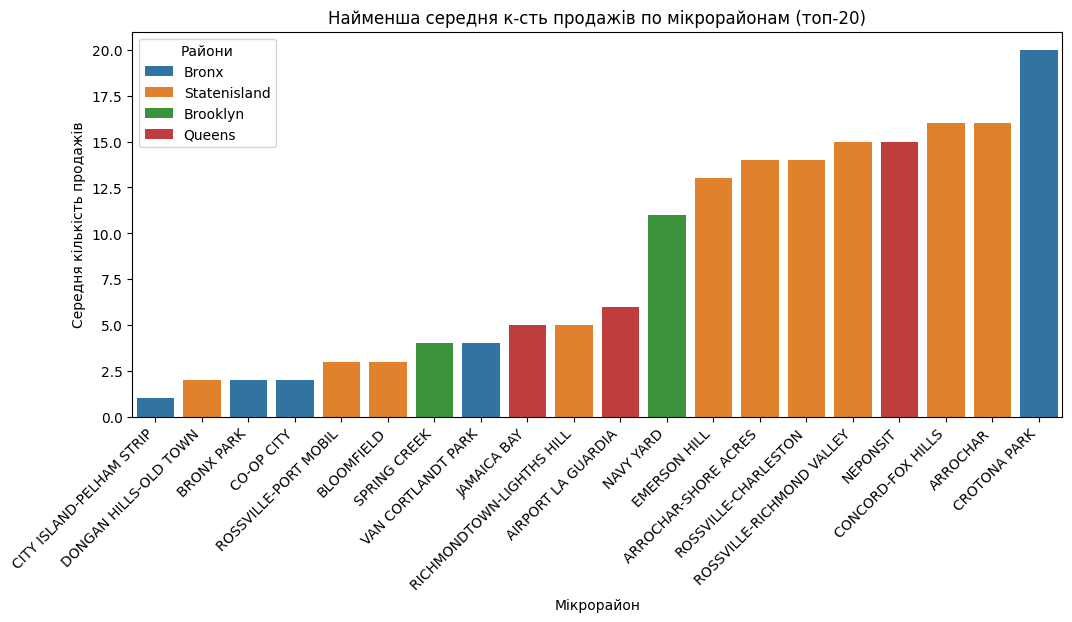 Найменша середня к-сть продажів по мікрорайонам (топ-20)
Райони
Bronx
Statenisland
Brooklyn
Queens
Середня кількість продажів
20.0
17.5
15.0
12.5
10.0
7.5
5.0
2.5
0.0
CITY ISLAND-PELHAM STRIP
DONGAN HILLS-OLD TOWN
BRONX PARK
CO-OP CITY
ROSSVILLE-PORT MOBIL
BLOOMFIELD
SPRING CREEK
VAN CORTLANDT PARK
JAMAICA BAY
RICHMONDTOWN-LIGHTHS HILL
AIRPORT LA GUARDIA
NAVY YARD
EMERSON HILL
ARROCHAR-SHORE ACRES
ROSSVILLE-CHARLESTON
ROSSVILLE-RICHMOND VALLEY
NEPONSIT
CONCORD-FOX HILLS
ARROCHAR
CROTONA PARK
Мікрорайон